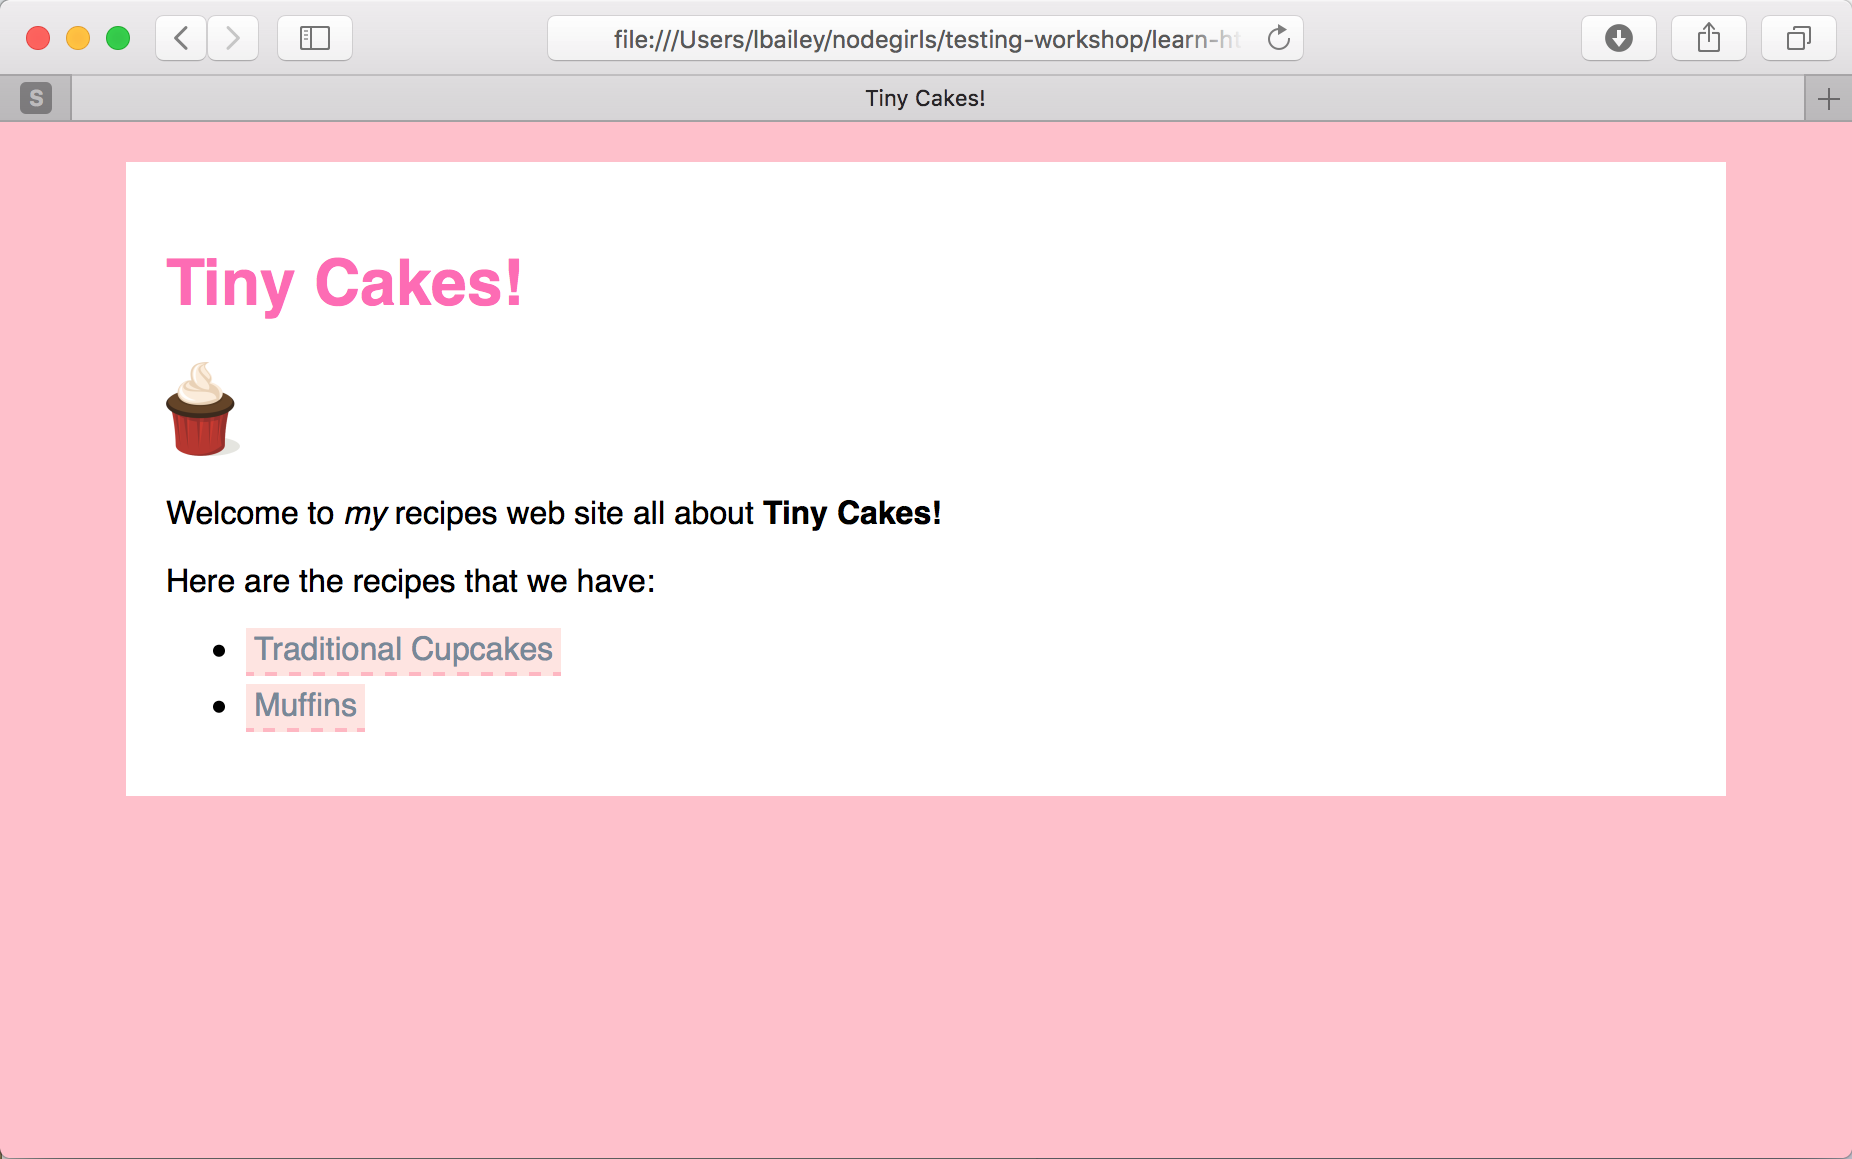 file:///Users/lbailey/nodegirls/testing-workshop/learn-ht
S
Tiny Cakes!
Tiny Cakes!
Welcome to my recipes web site all about Tiny Cakes!
Here are the recipes that we have:
Traditional Cupcakes
Muffins